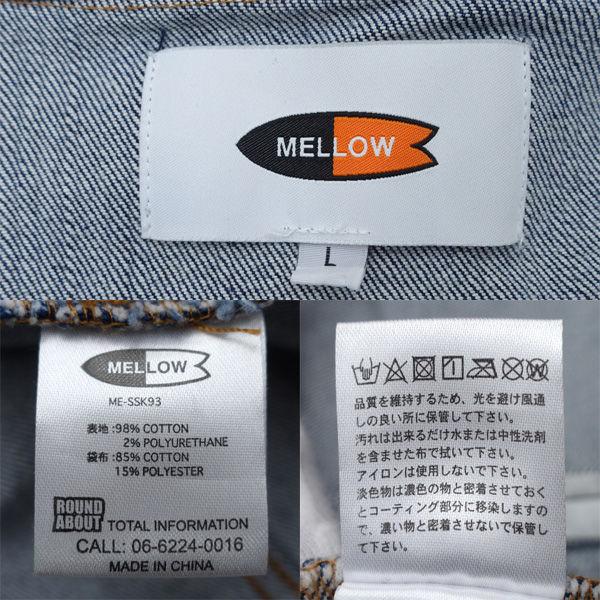 MELLOW
L
MELLOW
ME-SSK93
表地:98% COTTON
2% POLYURETHANE
袋布:85% COTTON
15% POLYESTER
ROUND
ABOUT
TOTAL INFORMATION
CALL: 06-6224-0016
MADE IN CHINA
品質を維持するため、光を避け風通
しの良い所に保管して下さい。
汚れは出来るだけ水または中性洗剤
を含ませた布で拭いて下さい。
アイロンは使用しないで下さい。
淡色物は濃色の物と密着させておく
とコーティング部分に移染しますの
で、濃い物と密着させないで保管し
て下さい。